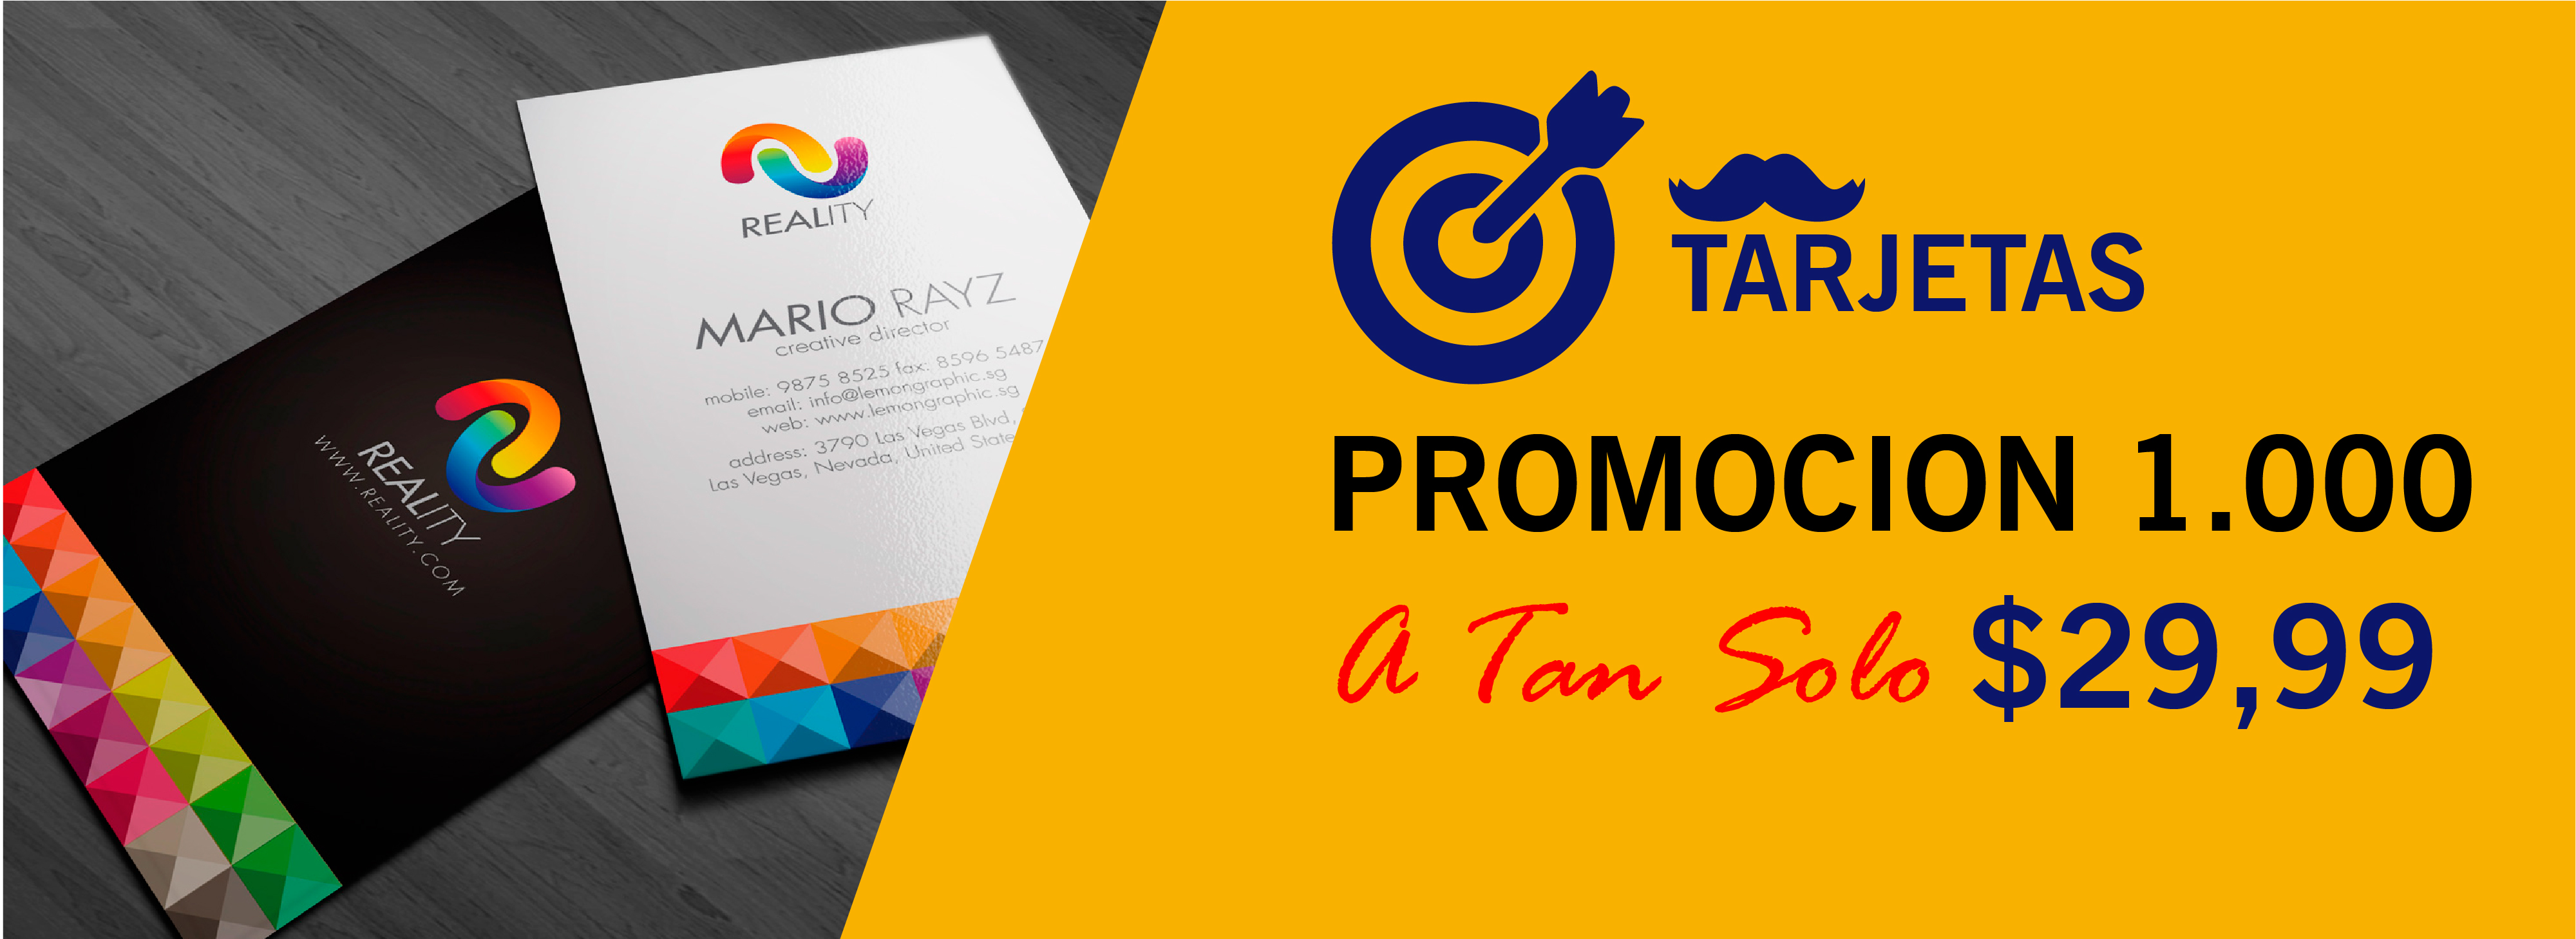 REALITY
WWW.REALITY.COM
REALITY
MARIO RAYZ
creative director
mobile: 9875 8525 fax: 8596 5487
email: info@lemongraphic.sg
web: www.lemongraphic.sg
address: 3790 Las Vegas Blvd,
Las Vegas, Nevada, United State
TARJETAS
PROMOCION 1.000
A Tan Solo $29,99